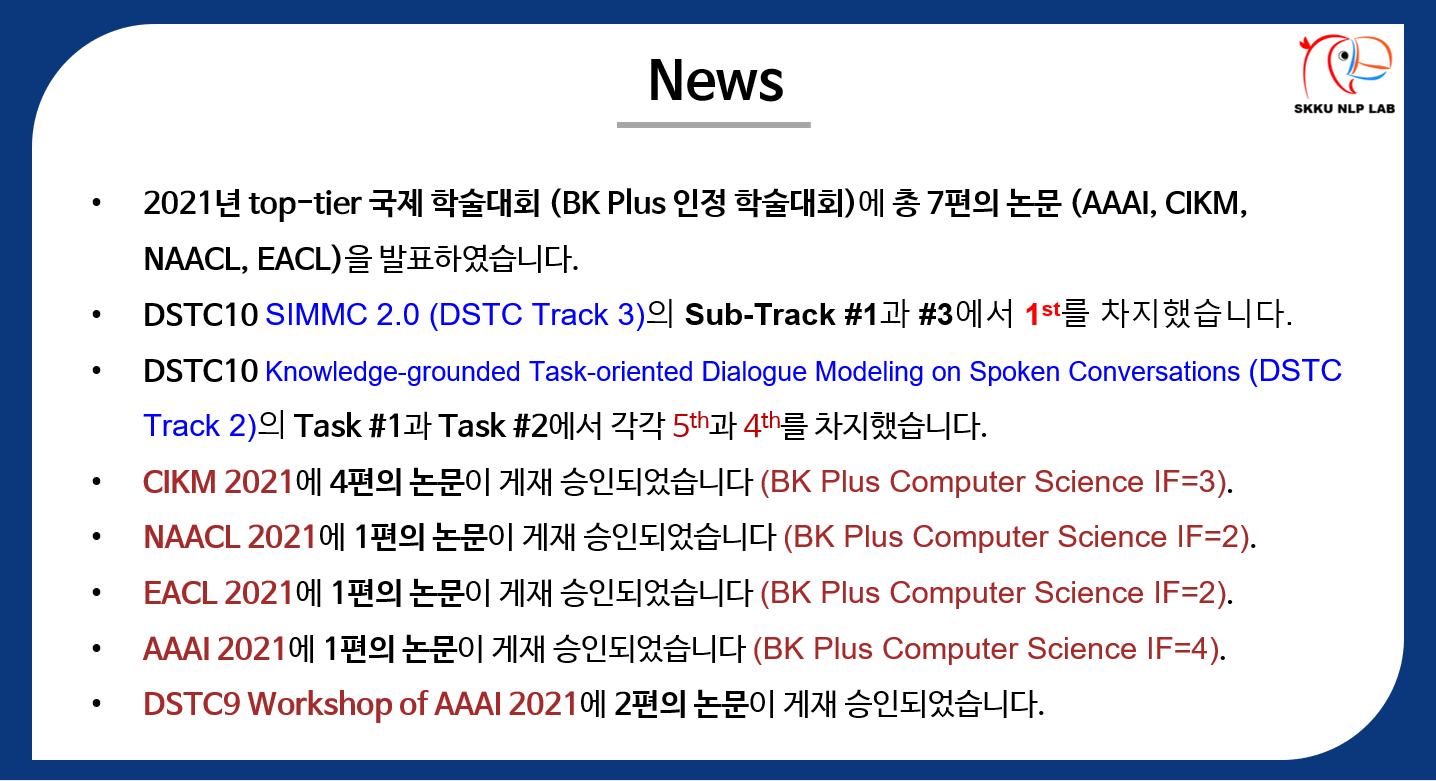 News
SKKU NLP LAB
• 2021년 top-tier 국제 학술대회 (BK Plus 인정 학술대회)에 총 7편의 논문 (AAAI, CIKM,
NAACL, EACL)을 발표하였습니다.
• DSTC10 SIMMC 2.0 (DSTC Track 3)의 Sub-Track #1과 #3에서 1st를 차지했습니다.
• DSTC10 Knowledge-grounded Task-oriented Dialogue Modeling on Spoken Conversations (DSTC
Track 2)의 Task #1과 Task #2에서 각각 5th과 4th를 차지했습니다.
• CIKM 2021에 4편의 논문이 게재 승인되었습니다 (BK Plus Computer Science IF=3).
• NAACL 2021에 1편의 논문이 게재 승인되었습니다 (BK Plus Computer Science IF=2).
• EACL 2021에 1편의 논문이 게재 승인되었습니다 (BK Plus Computer Science IF=2).
• AAAI 2021에 1편의 논문이 게재 승인되었습니다 (BK Plus Computer Science IF=4).
• DSTC9 Workshop of AAAI 2021에 2편의 논문이 게재 승인되었습니다.